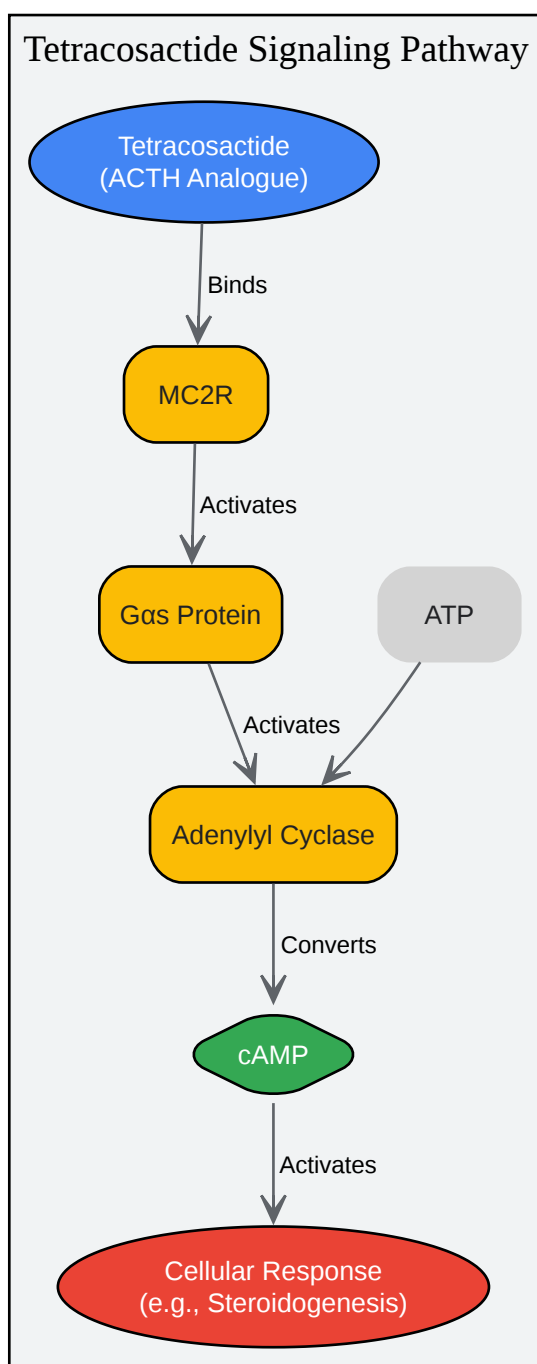 Tetracosactide Signaling Pathway
Tetracosactide
(ACTH Analogue)
Binds
MC2R
Activates
Gαs Protein
ATP
Activates
Adenylyl Cyclase
Converts
cAMP
Activates
Cellular Response
(e.g., Steroidogenesis)